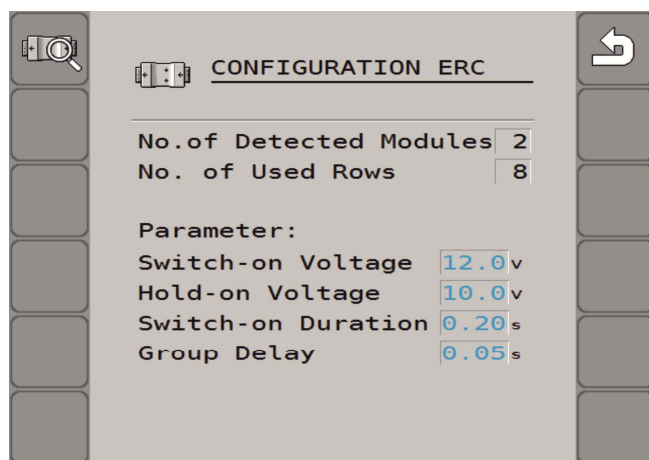 CONFIGURATION ERC
No.of Detected Modules 2
No. of Used Rows 8
Parameter:
Switch-on Voltage 12.0 v
Hold-on Voltage 10.0 v
Switch-on Duration 0.20 s
Group Delay 0.05 s